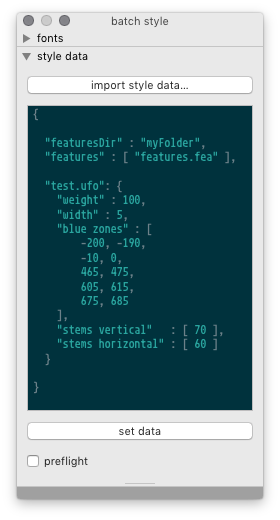 batch style
fonts
style data
import style data...
{
"featuresDir" : "myFolder",
"features" : [ "features.fea" ],
"test.ufo": {
"weight" : 100,
"width" : 5,
"blue zones" : [
-200, -190,
-10, 0,
465, 475,
605, 615,
675, 685
],
"stems vertical"   : [ 70 ],
"stems horizontal" : [ 60 ]
}
}
set data
preflight